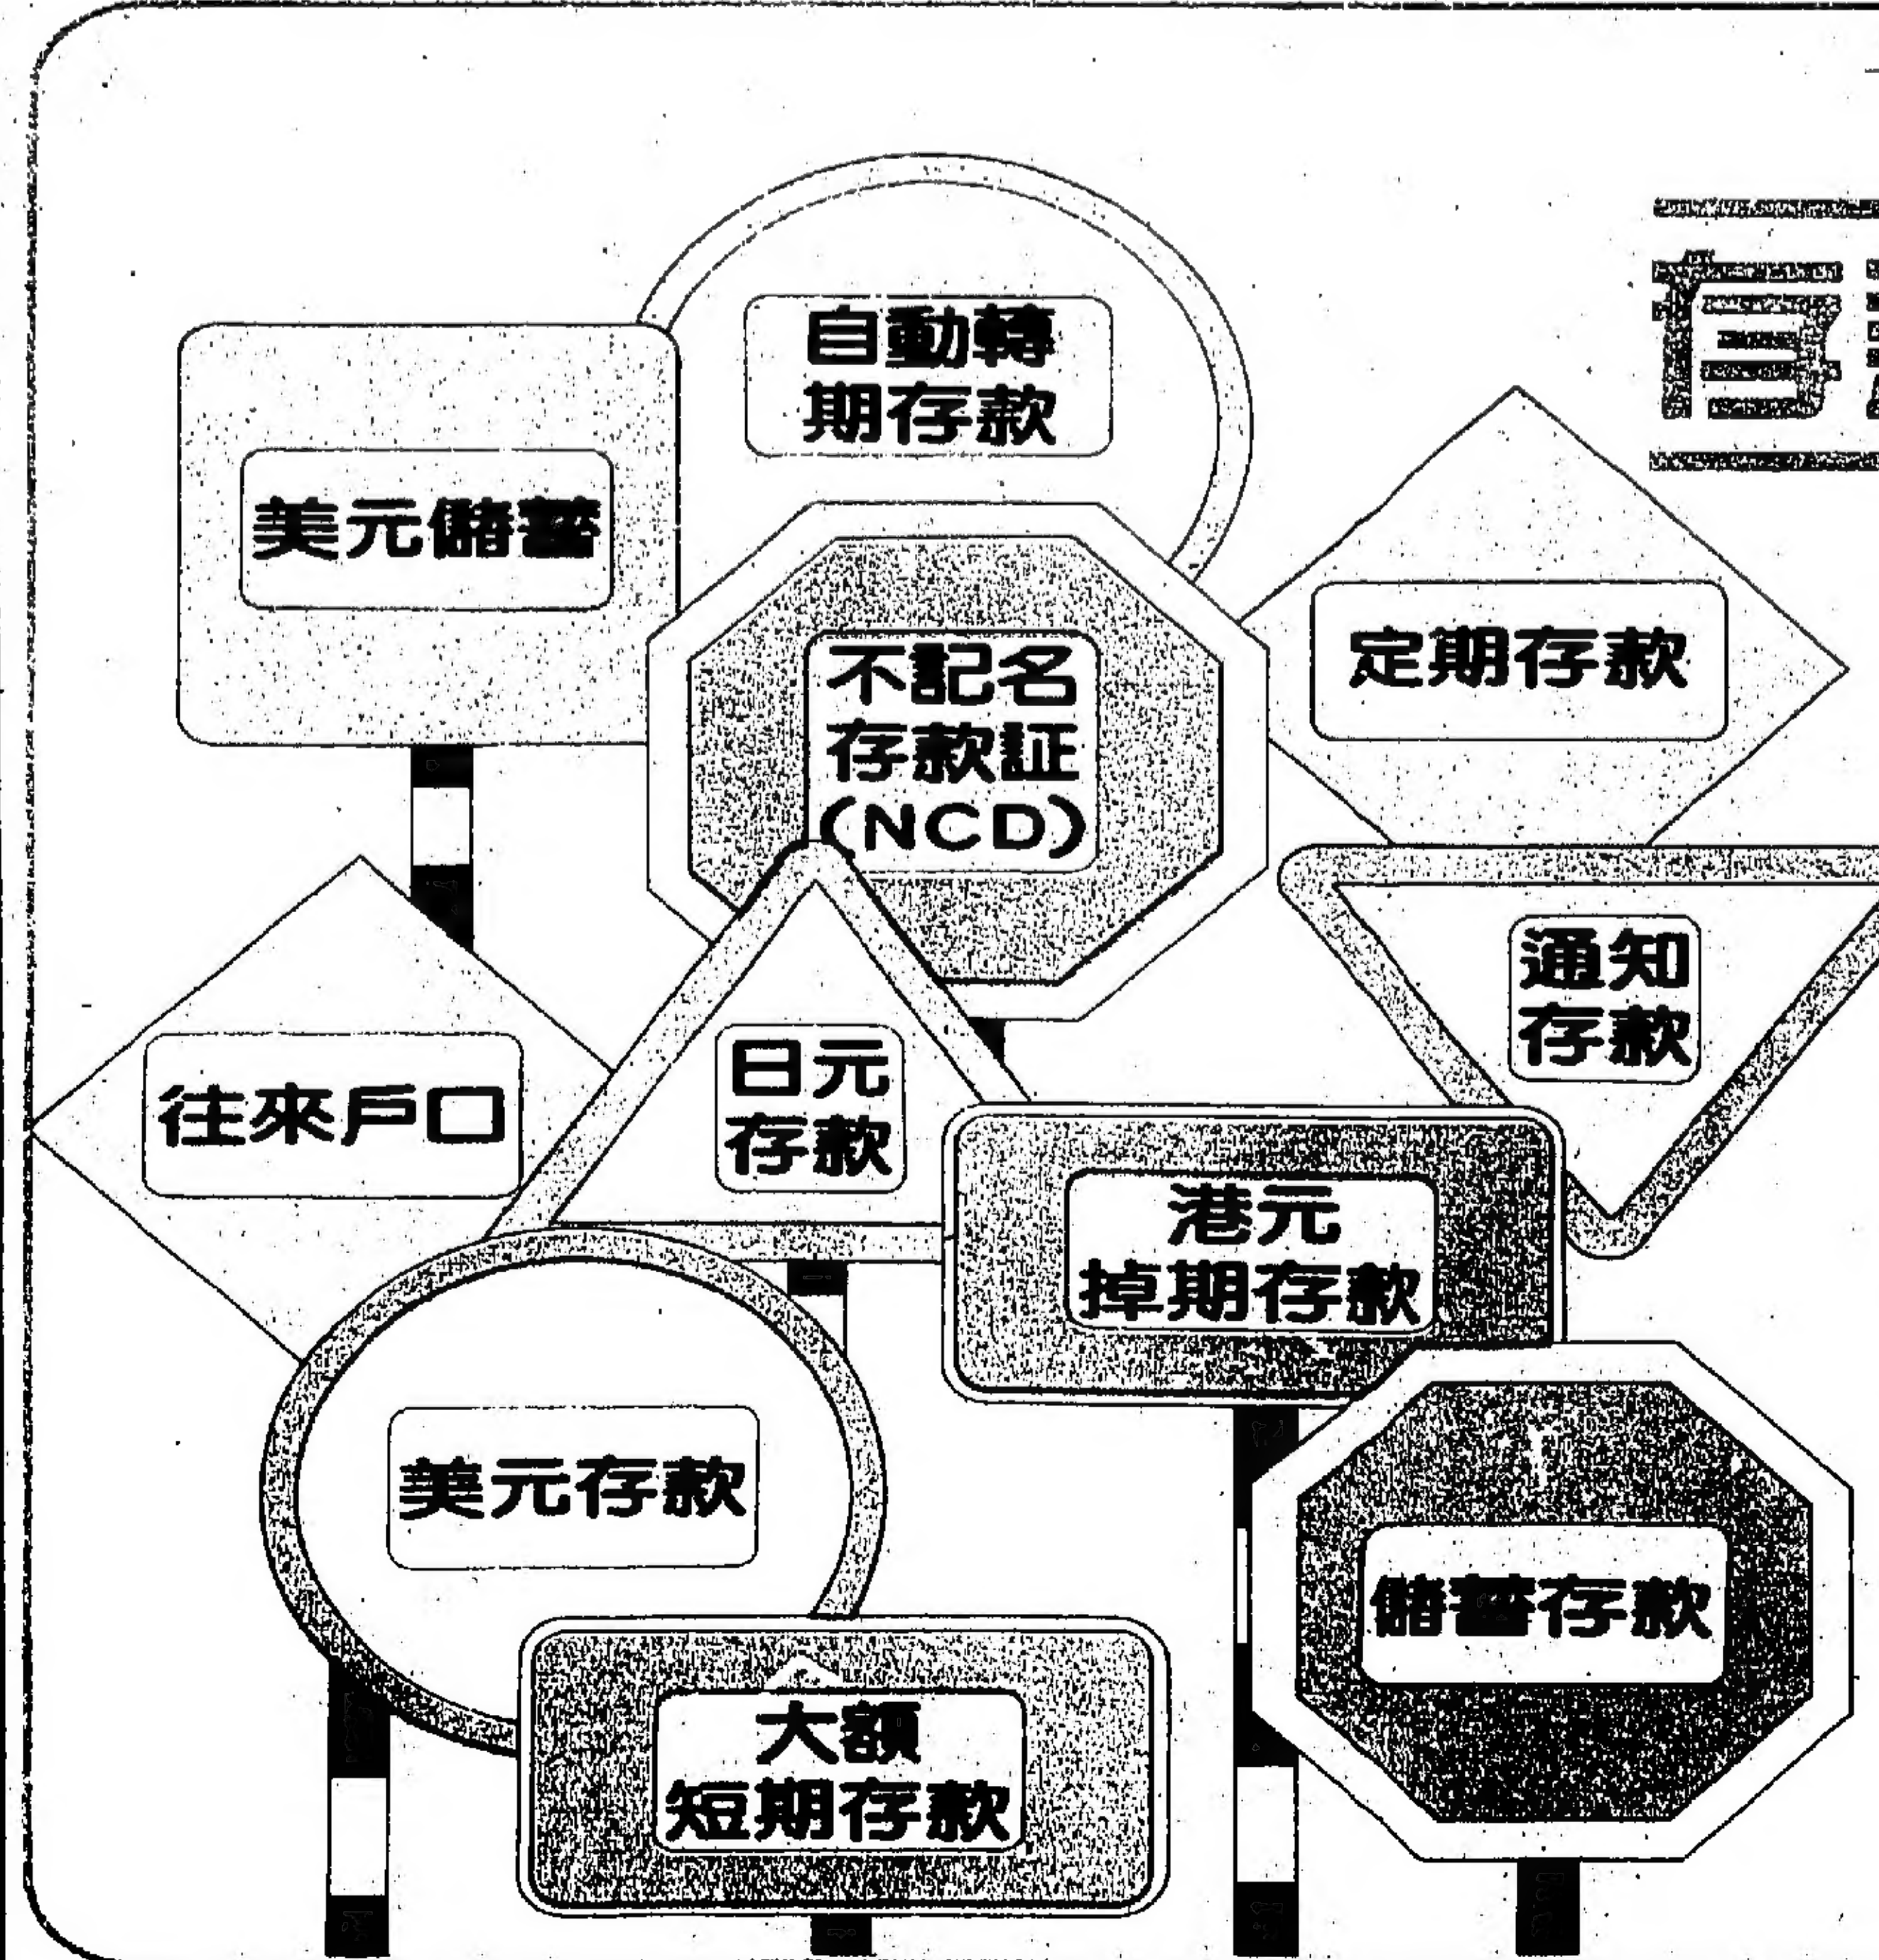 自動轉
期存款
美元儲蓄
不記名
存款証
(NCD)
定期存款
通知
存款
往來戶口
日元
存款
港元
掉期存款
美元存款
儲蓄存款
大額
短期存款